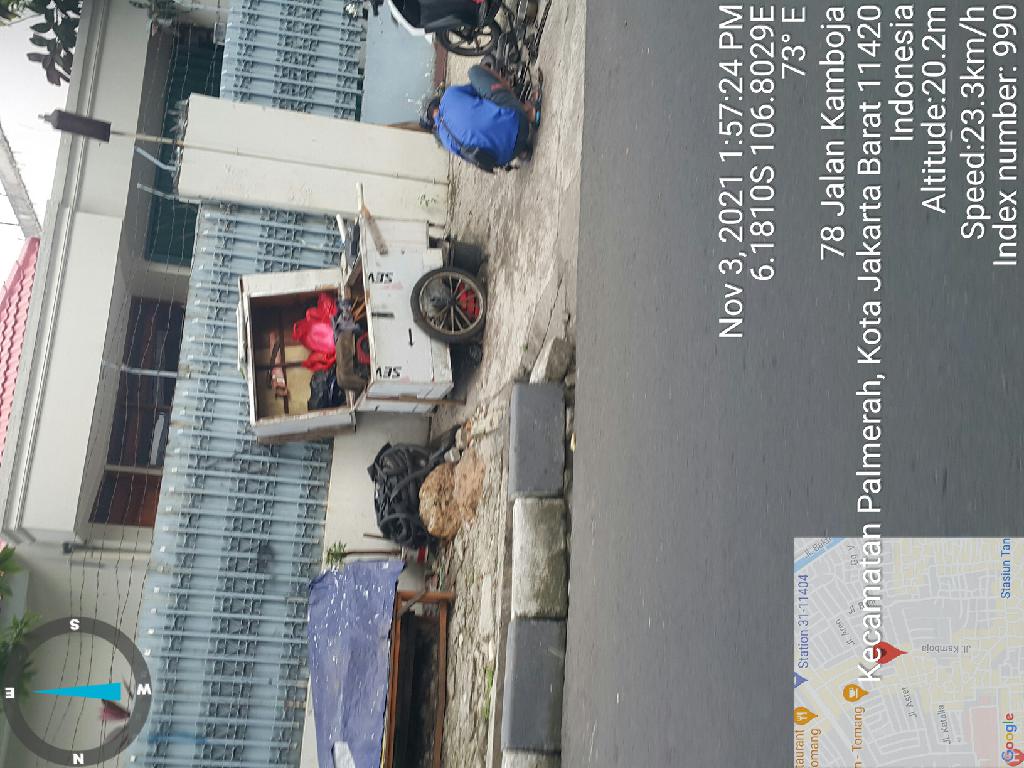 E
N
S
W
Nov 3, 2021 1:57:24 PM
6.1810S 106.8029E
73° E
78 Jalan Kamboja
Kecamatan Palmerah, Kota Jakarta Barat 11420
Indonesia
Altitude:20.2m
Speed:23.3km/h
Index number: 990
taurant
omang
Station 31-11404
Jl. Aren
n - Tomang
Jl. Aster
Jl. Kamboja
Google
Stasiun Tan